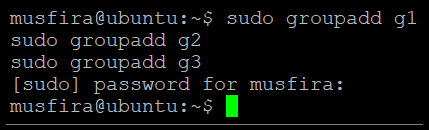 musfira@ubuntu:~$ sudo groupadd g1
sudo groupadd g2
sudo groupadd g3
[sudo] password for musfira:
musfira@ubuntu:~$